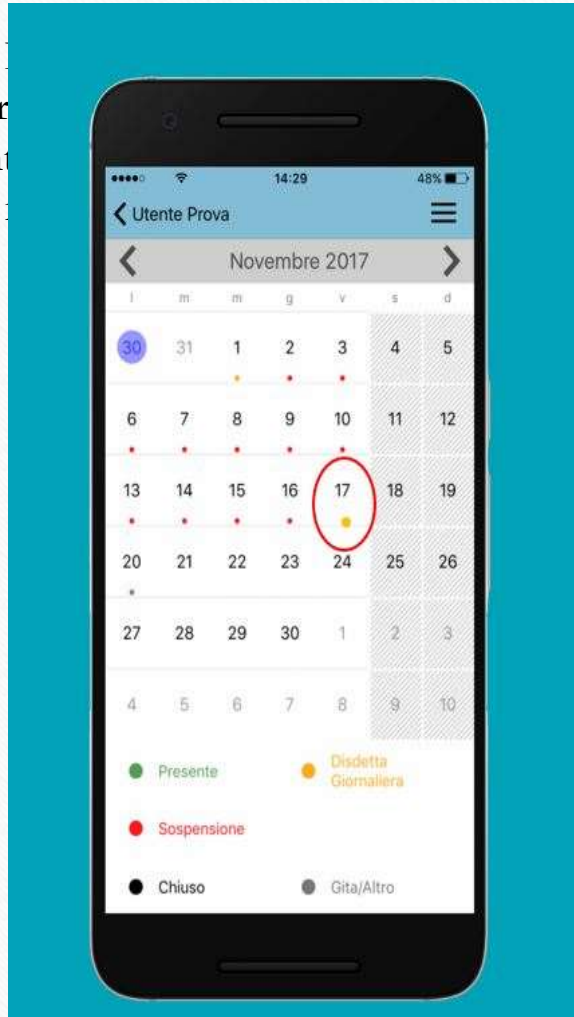 14:29 48%
Utente Prova
Novembre 2017
l m m g v s d
30 31 1 2 3 4 5
6 7 8 9 10 11 12
13 14 15 16 17 18 19
20 21 22 23 24 25 26
27 28 29 30 1 2 3
4 5 6 7 8 9 10
Presente Disdetta
Giornaliera
Sospensione
Chiuso Gita/Altro